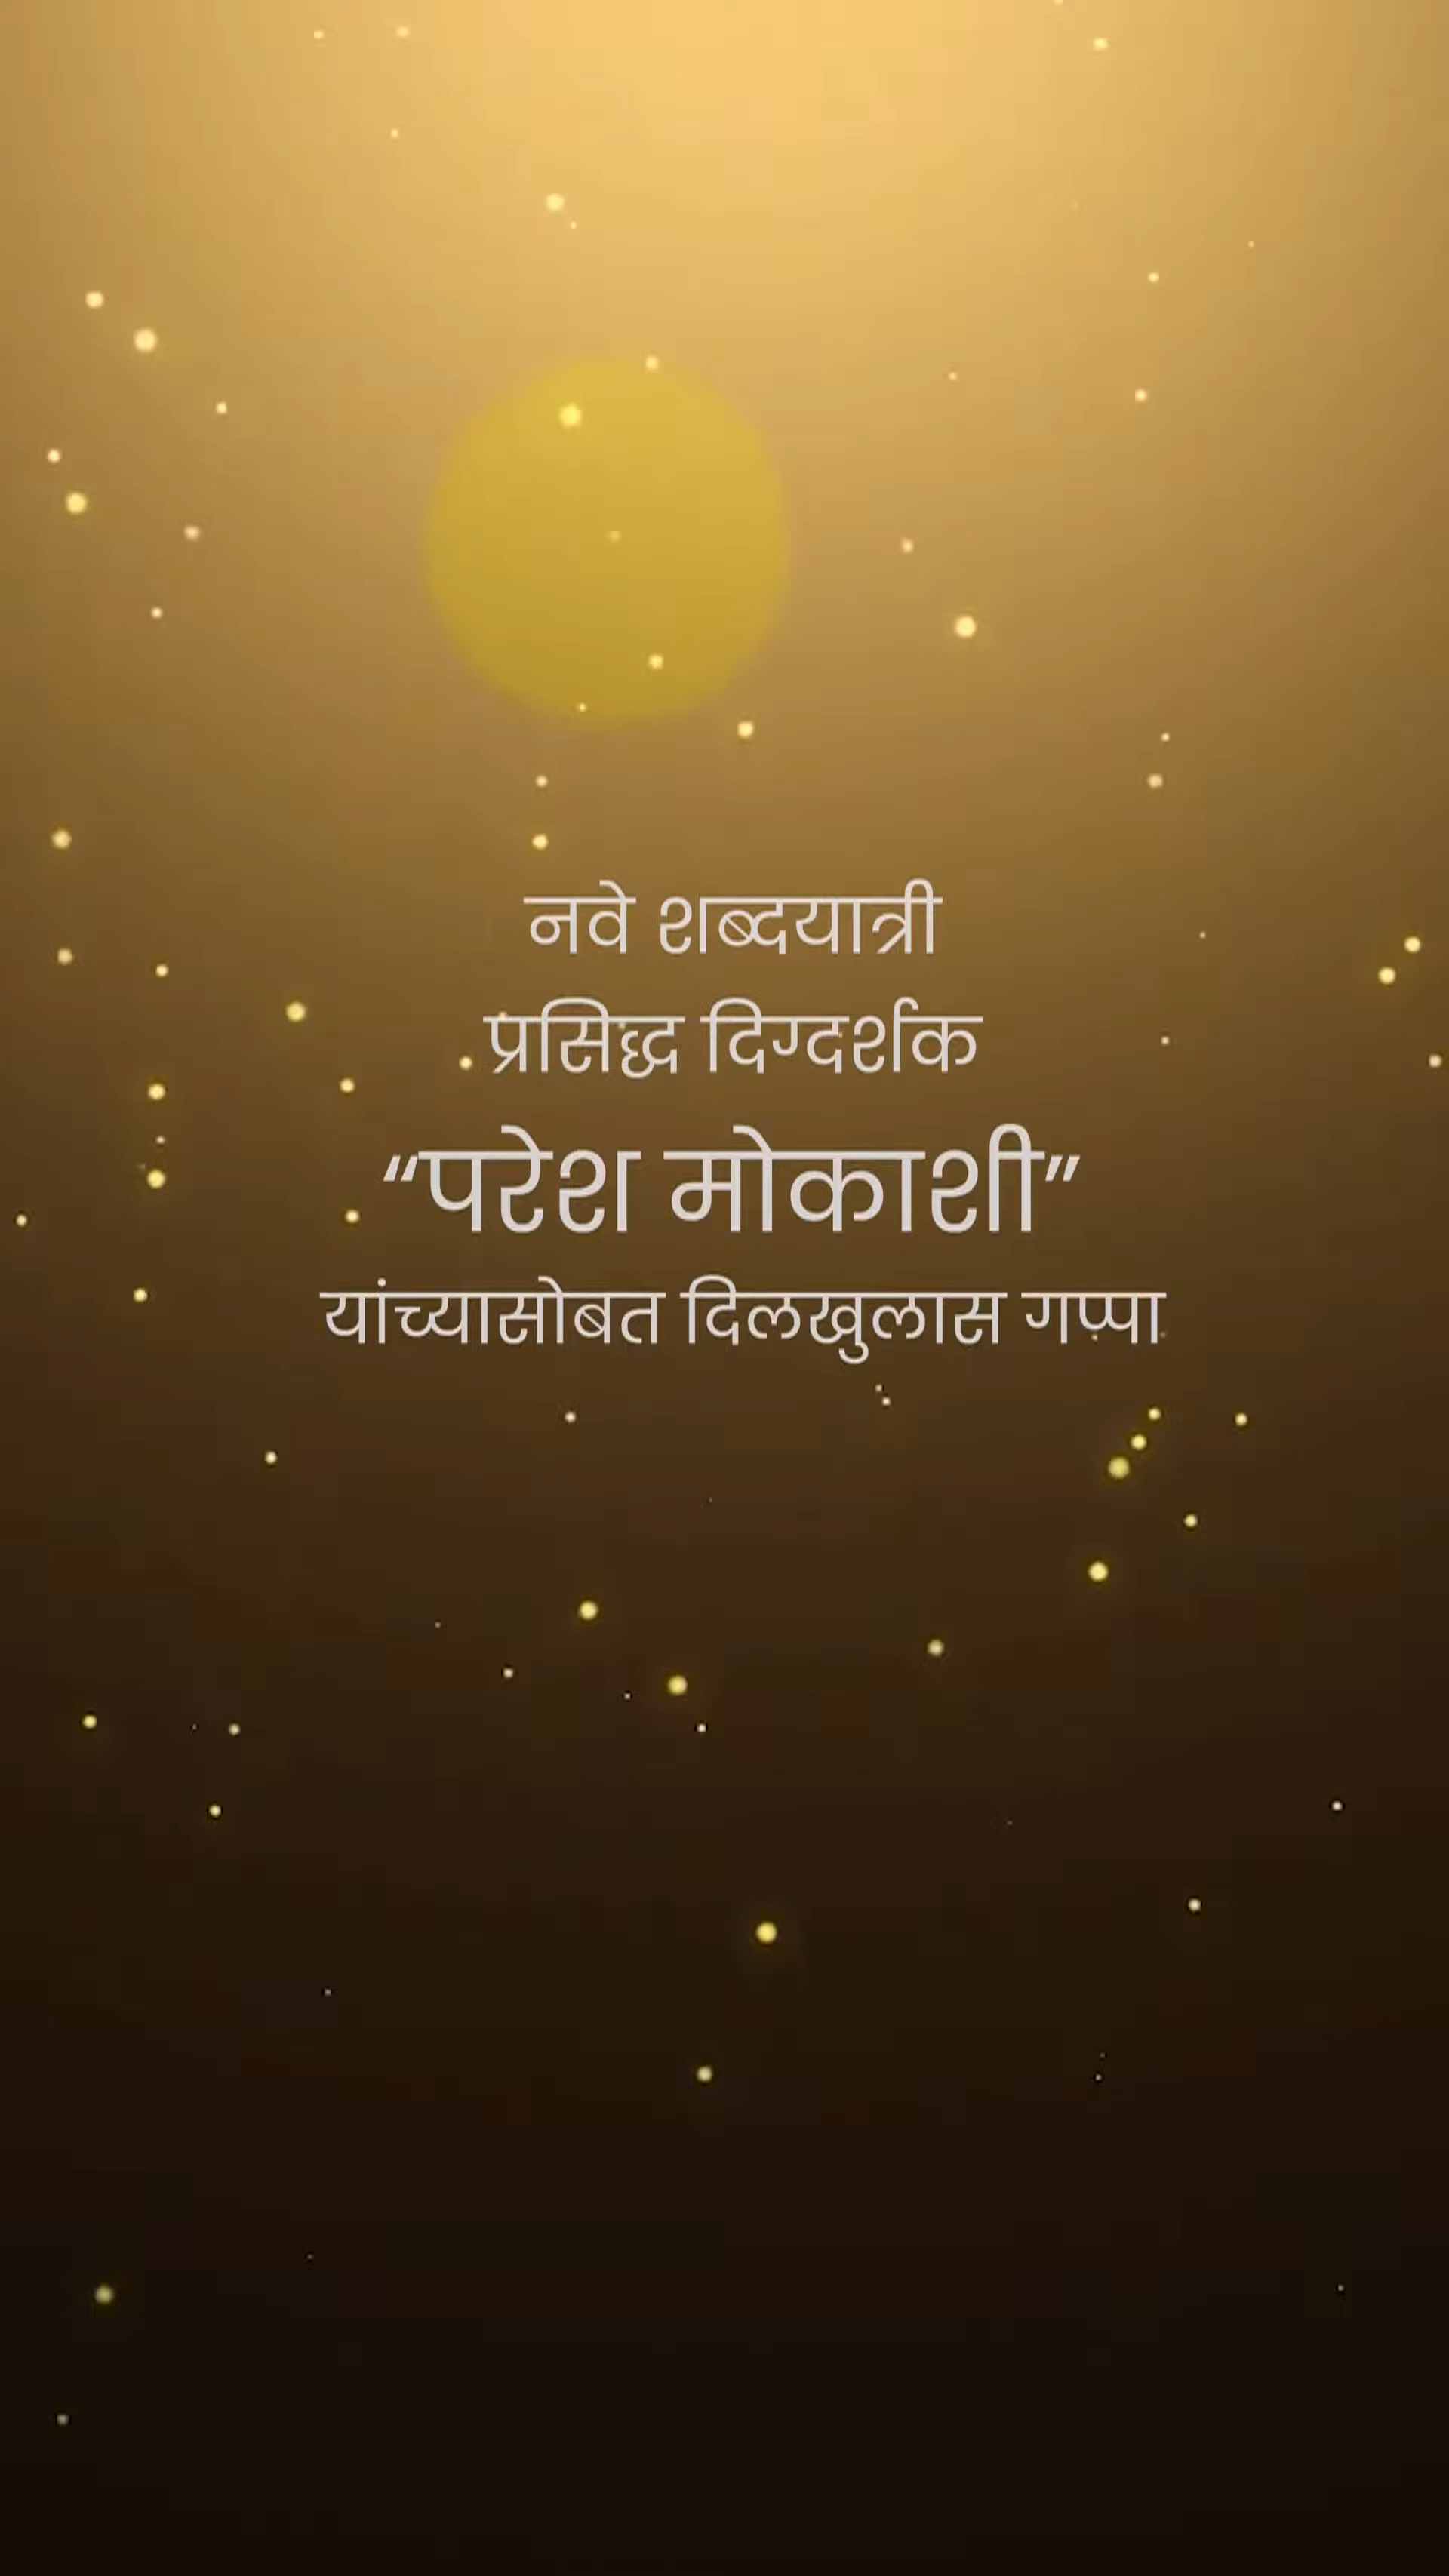 नवे शब्दयात्री
प्रसिद्ध दिग्दर्शक
“परेश मोकाशी”
यांच्यासोबत दिलखुलास गप्पा